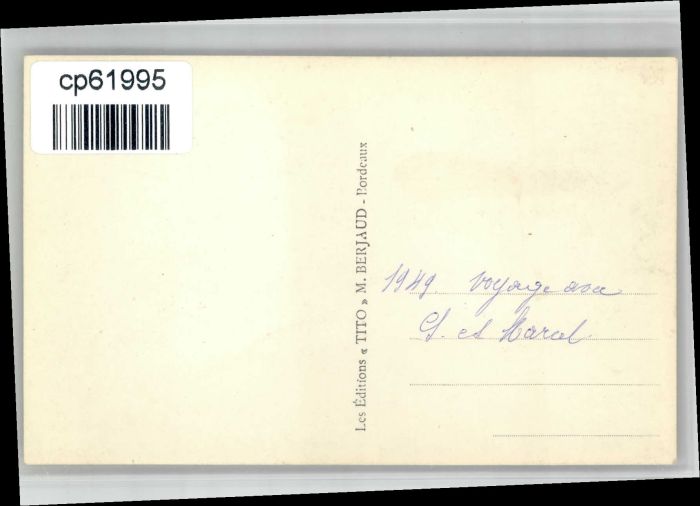 cp61995
Les Éditions « TITO » M. BERJAUD - Bordeaux
1949 Voyage avec
G. et Marcel